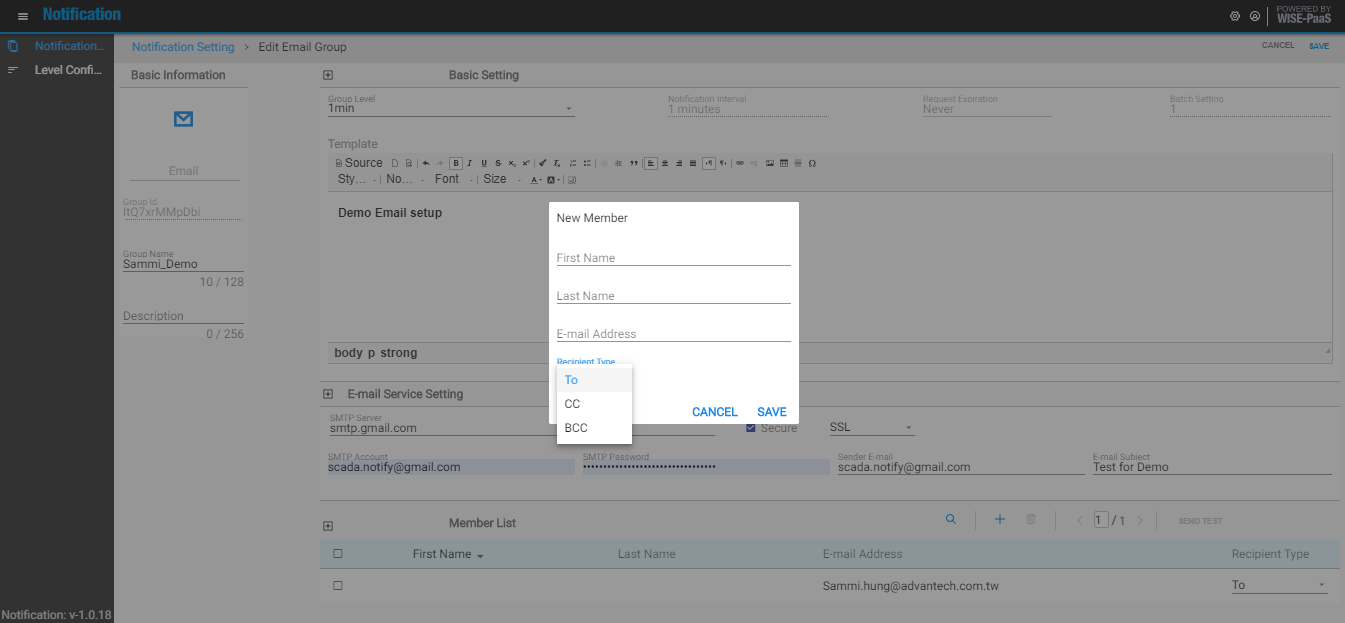 Notification
POWERED BY
WISE-PaaS
Notification...
Level Confi...
Notification Setting > Edit Email Group
CANCEL SAVE
Basic Information
Email
Group Id
ItQ7xrMMpDbi
Group Name
Sammi_Demo
10 / 128
Description
0 / 256
Basic Setting
Group Level
1min
Notification Interval
1 minutes
Request Expiration
Never
Batch Setting
1
Template
Source
B I U S
Sty... No... Font Size
Demo Email setup
body p strong
New Member
First Name
Last Name
E-mail Address
Recipient Type
To
CC
BCC
CANCEL SAVE
E-mail Service Setting
SMTP Server
smtp.gmail.com
Secure
SSL
SMTP Account
scada.notify@gmail.com
SMTP Password
Sender E-mail
scada.notify@gmail.com
E-mail Subject
Test for Demo
Member List
1 / 1
SEND TEST
First Name Last Name E-mail Address Recipient Type
Sammi.hung@advantech.com.tw To
Notification: v-1.0.18